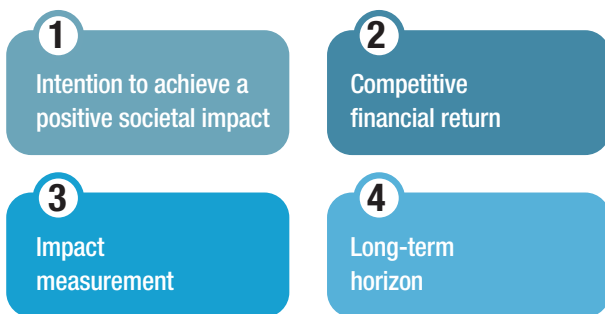 1
Intention to achieve a
positive societal impact
2
Competitive
financial return
3
Impact
measurement
4
Long-term
horizon